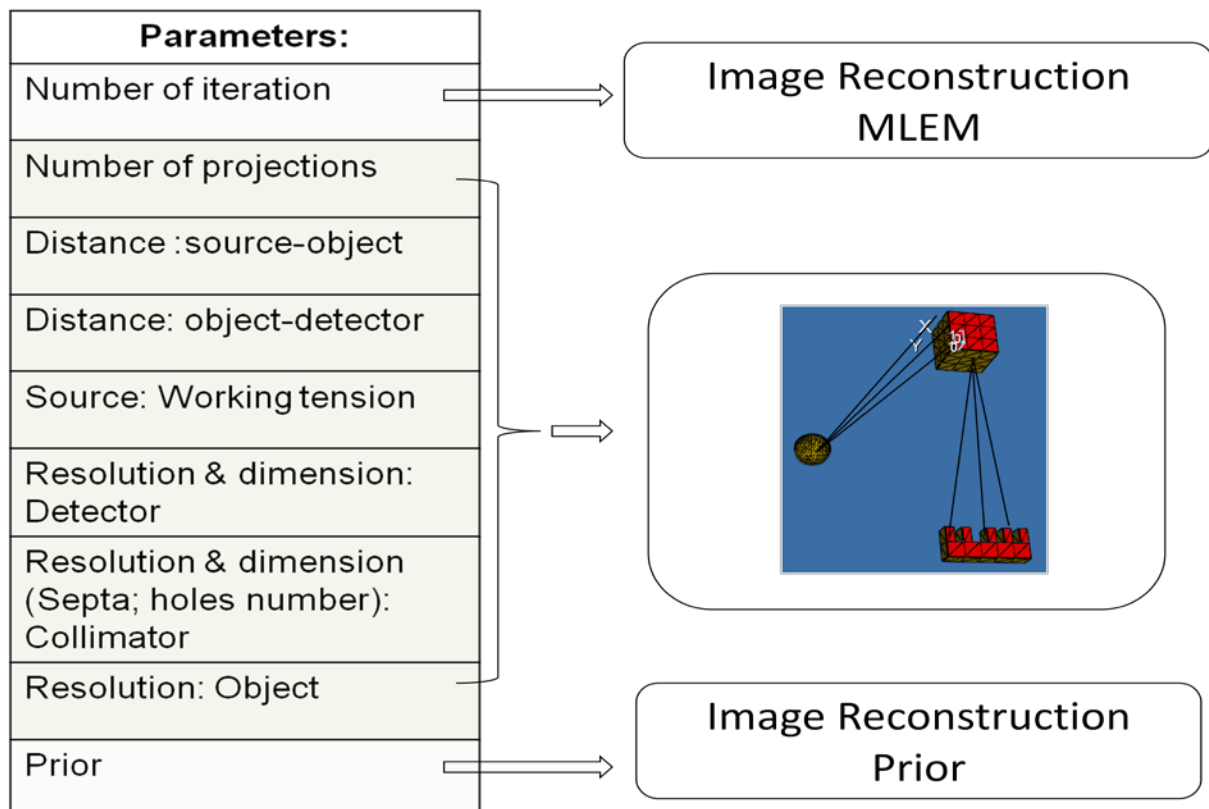 Parameters:
Number of iteration
Number of projections
Distance :source-object
Distance: object-detector
Source: Working tension
Resolution & dimension:
Detector
Resolution & dimension
(Septa; holes number):
Collimator
Resolution: Object
Prior
Image Reconstruction
MLEM
X
Y
Image Reconstruction
Prior